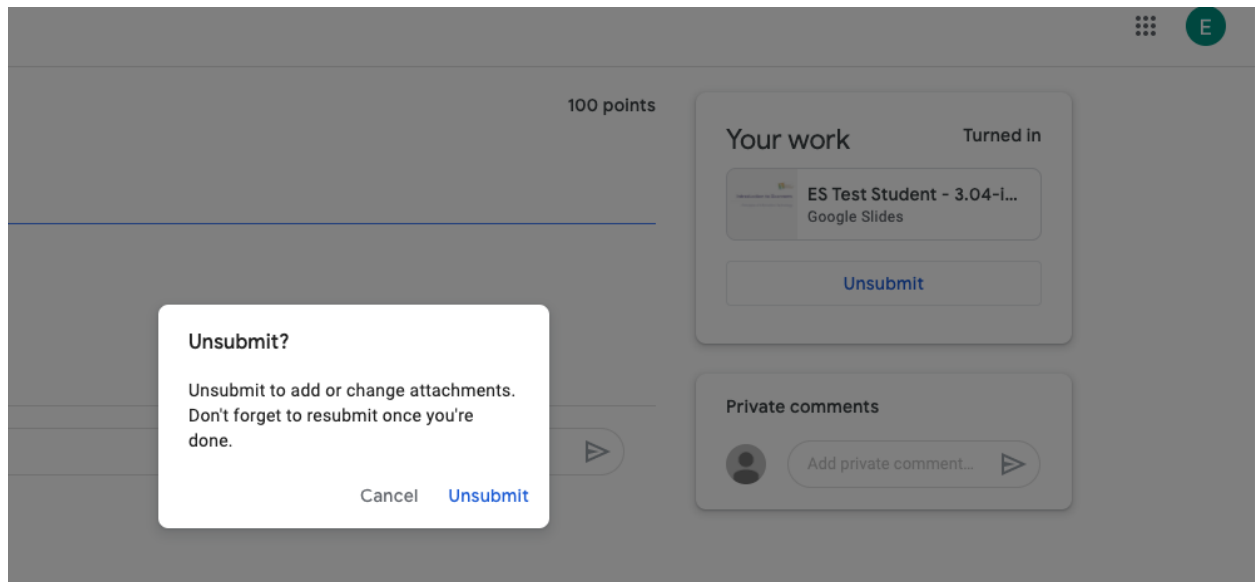 E
100 points
Your work
Turned in
ES Test Student - 3.04-i...
Google Slides
Unsubmit
Unsubmit?
Unsubmit to add or change attachments.
Don't forget to resubmit once you're
done.
Cancel
Unsubmit
Private comments
Add private comment...